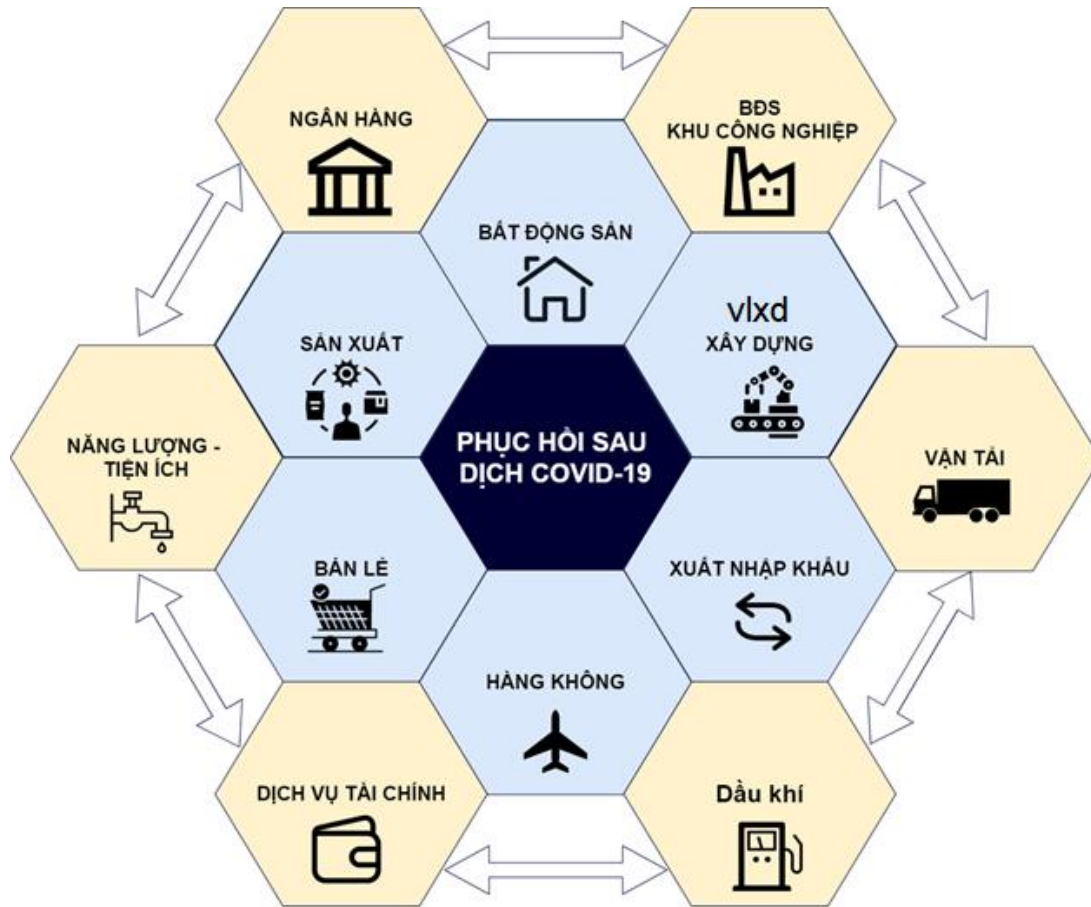 NGÂN HÀNG
BĐS
KHU CÔNG NGHIỆP
BẤT ĐỘNG SẢN
SẢN XUẤT
vlxd
XÂY DỰNG
PHỤC HỒI SAU
DỊCH COVID-19
NĂNG LƯỢNG -
TIỆN ÍCH
VẬN TẢI
BÁN LẺ
XUẤT NHẬP KHẨU
HÀNG KHÔNG
DỊCH VỤ TÀI CHÍNH
Dầu khí